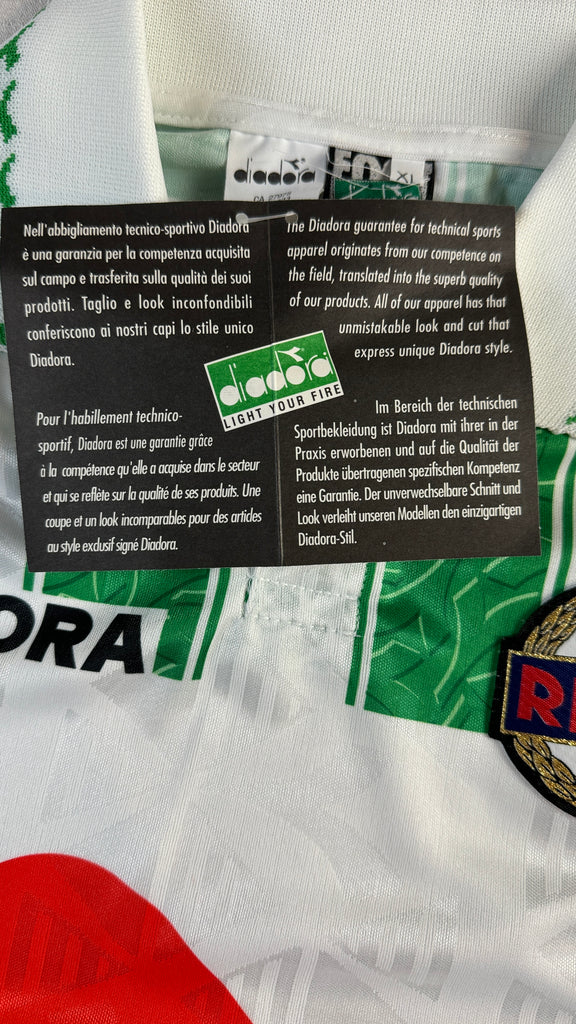 diadora
XL
Nell'abbigliamento tecnico-sportivo Diadora
è una garanzia per la competenza acquisita
sul campo e trasferita sulla qualità dei suoi
prodotti. Taglio e look inconfondibili
conferiscono ai nostri capi lo stile unico
Diadora.
The Diadora guarantee for technical sports
apparel originates from our competence on
the field, translated into the superb quality
of our products. All of our apparel has that
unmistakable look and cut that
express unique Diadora style.
diadora
LIGHT YOUR FIRE
Pour l'habillement technico-
sportif, Diadora est une garantie grâce
à la compétence qu'elle a acquise dans le secteur
et qui se reflète sur la qualité de ses produits. Une
coupe et un look incomparables pour des articles
au style exclusif signé Diadora.
Im Bereich der technischen
Sportbekleidung ist Diadora mit ihrer in der
Praxis erworbenen und auf die Qualität der
Produkte übertragenen spezifischen Kompetenz
eine Garantie. Der unverwechselbare Schnitt und
Look verleiht unseren Modellen den einzigartigen
Diadora-Stil.
ORA